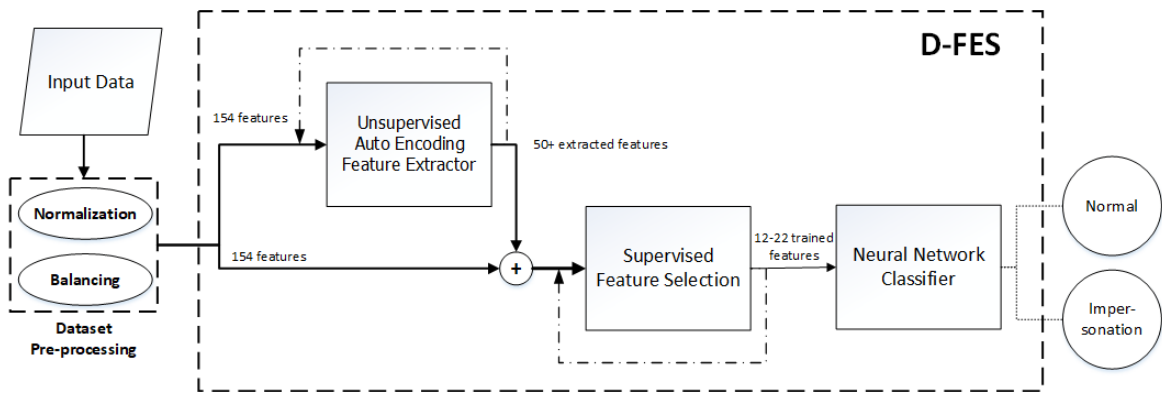 Input Data
Normalization
Balancing
Dataset
Pre-processing
D-FES
154 features
Unsupervised
Auto Encoding
Feature Extractor
50+ extracted features
154 features
+
Supervised
Feature Selection
12-22 trained
features
Neural Network
Classifier
Normal
Imper-
sonation